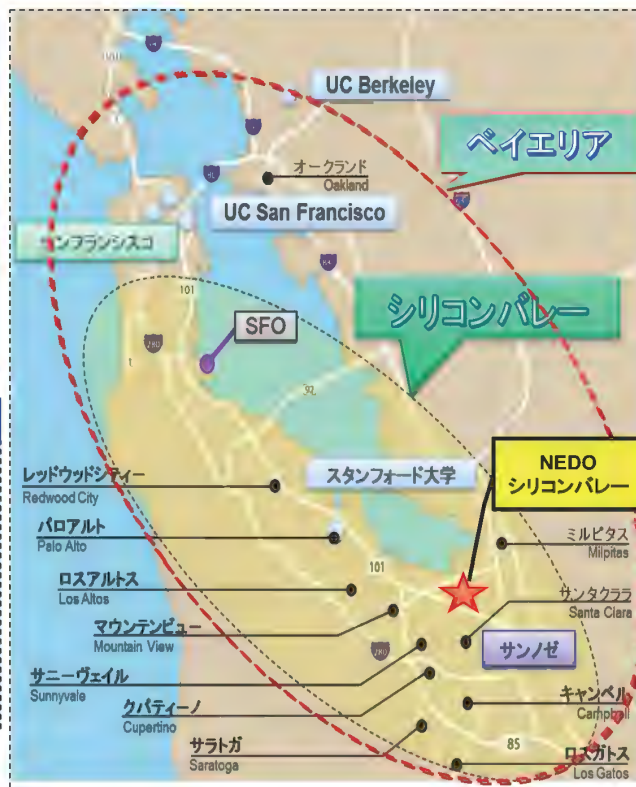 UC Berkeley
ベイエリア
オークランド
Oakland
UC San Francisco
サンフランシスコ
101
シリコンバレー
SFO
280
1
92
NEDO
シリコンバレー
スタンフォード大学
レッドウッドシティー
Redwood City
パロアルト
Palo Alto
ミルピタス
Milpitas
101
ロスアルトス
Los Altos
サンタクララ
Santa Clara
マウンテンビュー
Mountain View
280
サンノゼ
サニーヴェイル
Sunnyvale
クパティーノ
Cupertino
キャンベル
Campbell
サラトガ
Saratoga
85
ロスガトス
Los Gatos